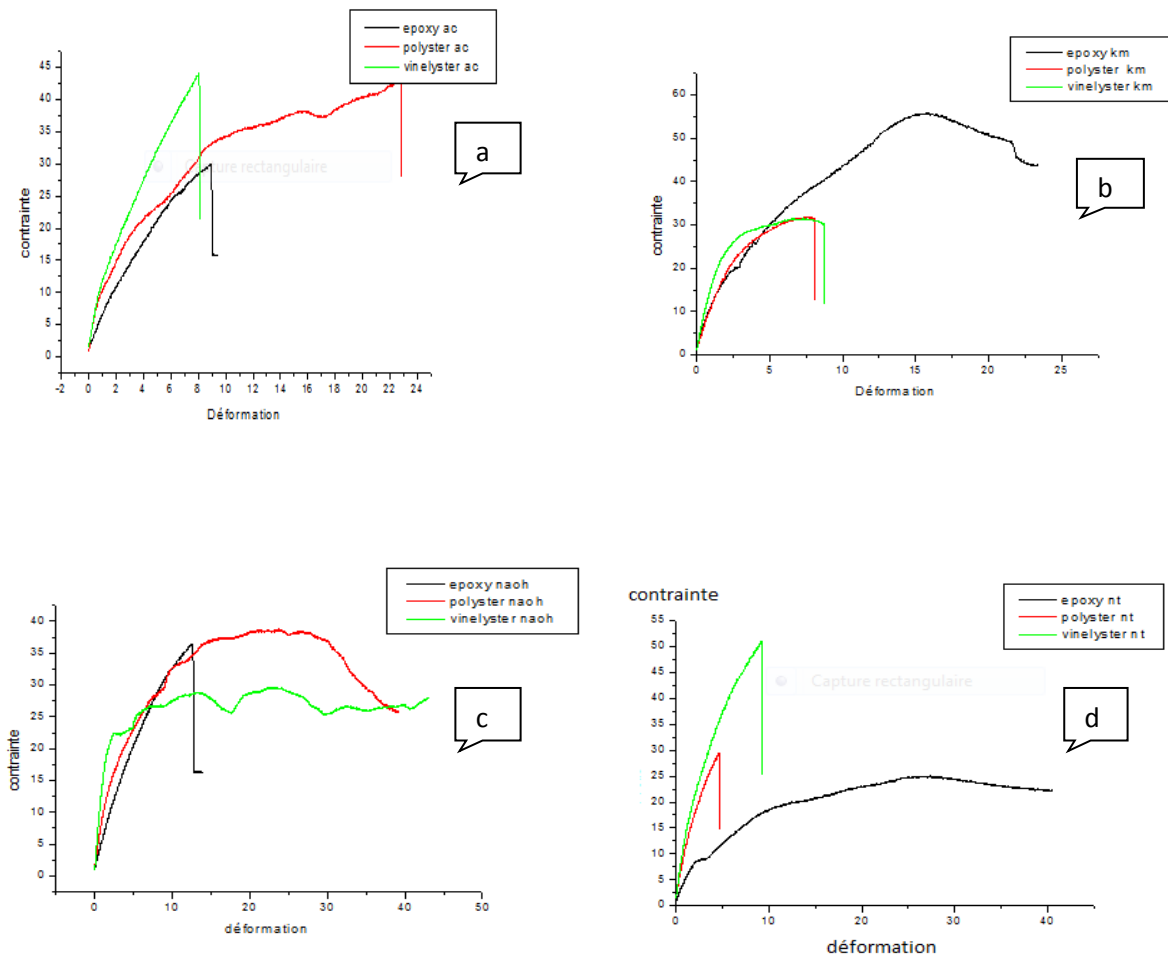 epoxy ac
polyster ac
vinelyster ac
45
40
35
30
25
20
15
10
5
0
contrainte
Capture rectangulaire
a
-2 0 2 4 6 8 10 12 14 16 18 20 22 24
Déformation
epoxy km
polyster km
vinelyster km
60
50
40
30
20
10
0
contrainte
b
0 5 10 15 20 25
Déformation
epoxy naoh
polyster naoh
vinelyster naoh
40
35
30
25
20
15
10
5
0
contrainte
c
0 10 20 30 40 50
déformation
contrainte
epoxy nt
polyster nt
vinelyster nt
55
50
45
40
35
30
25
20
15
10
5
0
Capture rectangulaire
d
0 10 20 30 40
déformation